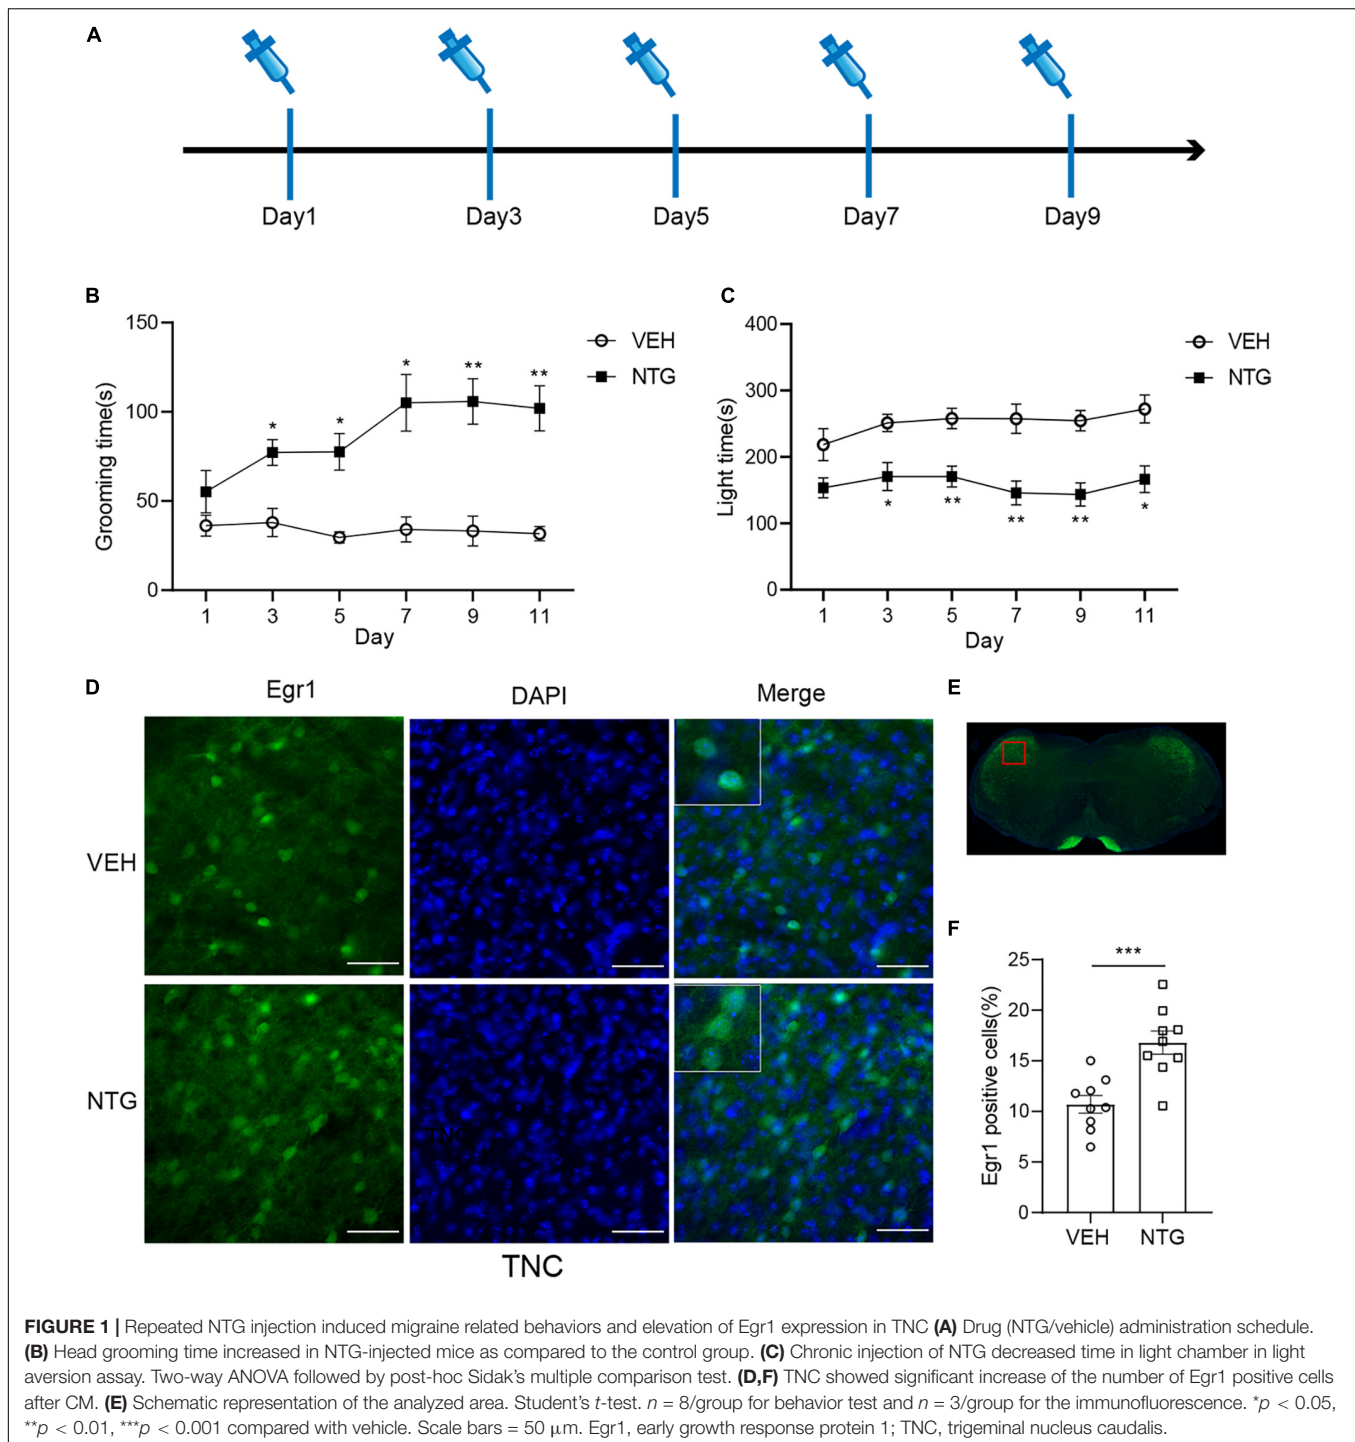 A
Day1 Day3 Day5 Day7 Day9
B
150
100
50
0
Grooming time(s)
* * * ** **
VEH
NTG
1 3 5 7 9 11
Day
C
400
300
200
100
0
Light time(s)
VEH
NTG
* ** ** ** *
1 3 5 7 9 11
Day
D
Egr1 DAPI Merge
VEH
NTG
TNC
TNC
E
F
25
20
15
10
5
0
Egr1 positive cells(%)
***
VEH NTG
FIGURE 1 | Repeated NTG injection induced migraine related behaviors and elevation of Egr1 expression in TNC (A) Drug (NTG/vehicle) administration schedule.
(B) Head grooming time increased in NTG-injected mice as compared to the control group. (C) Chronic injection of NTG decreased time in light chamber in light
aversion assay. Two-way ANOVA followed by post-hoc Sidak's multiple comparison test. (D,F) TNC showed significant increase of the number of Egr1 positive cells
after CM. (E) Schematic representation of the analyzed area. Student's t-test. n = 8/group for behavior test and n = 3/group for the immunofluorescence. *p < 0.05,
**p < 0.01, ***p < 0.001 compared with vehicle. Scale bars = 50 μm. Egr1, early growth response protein 1; TNC, trigeminal nucleus caudalis.